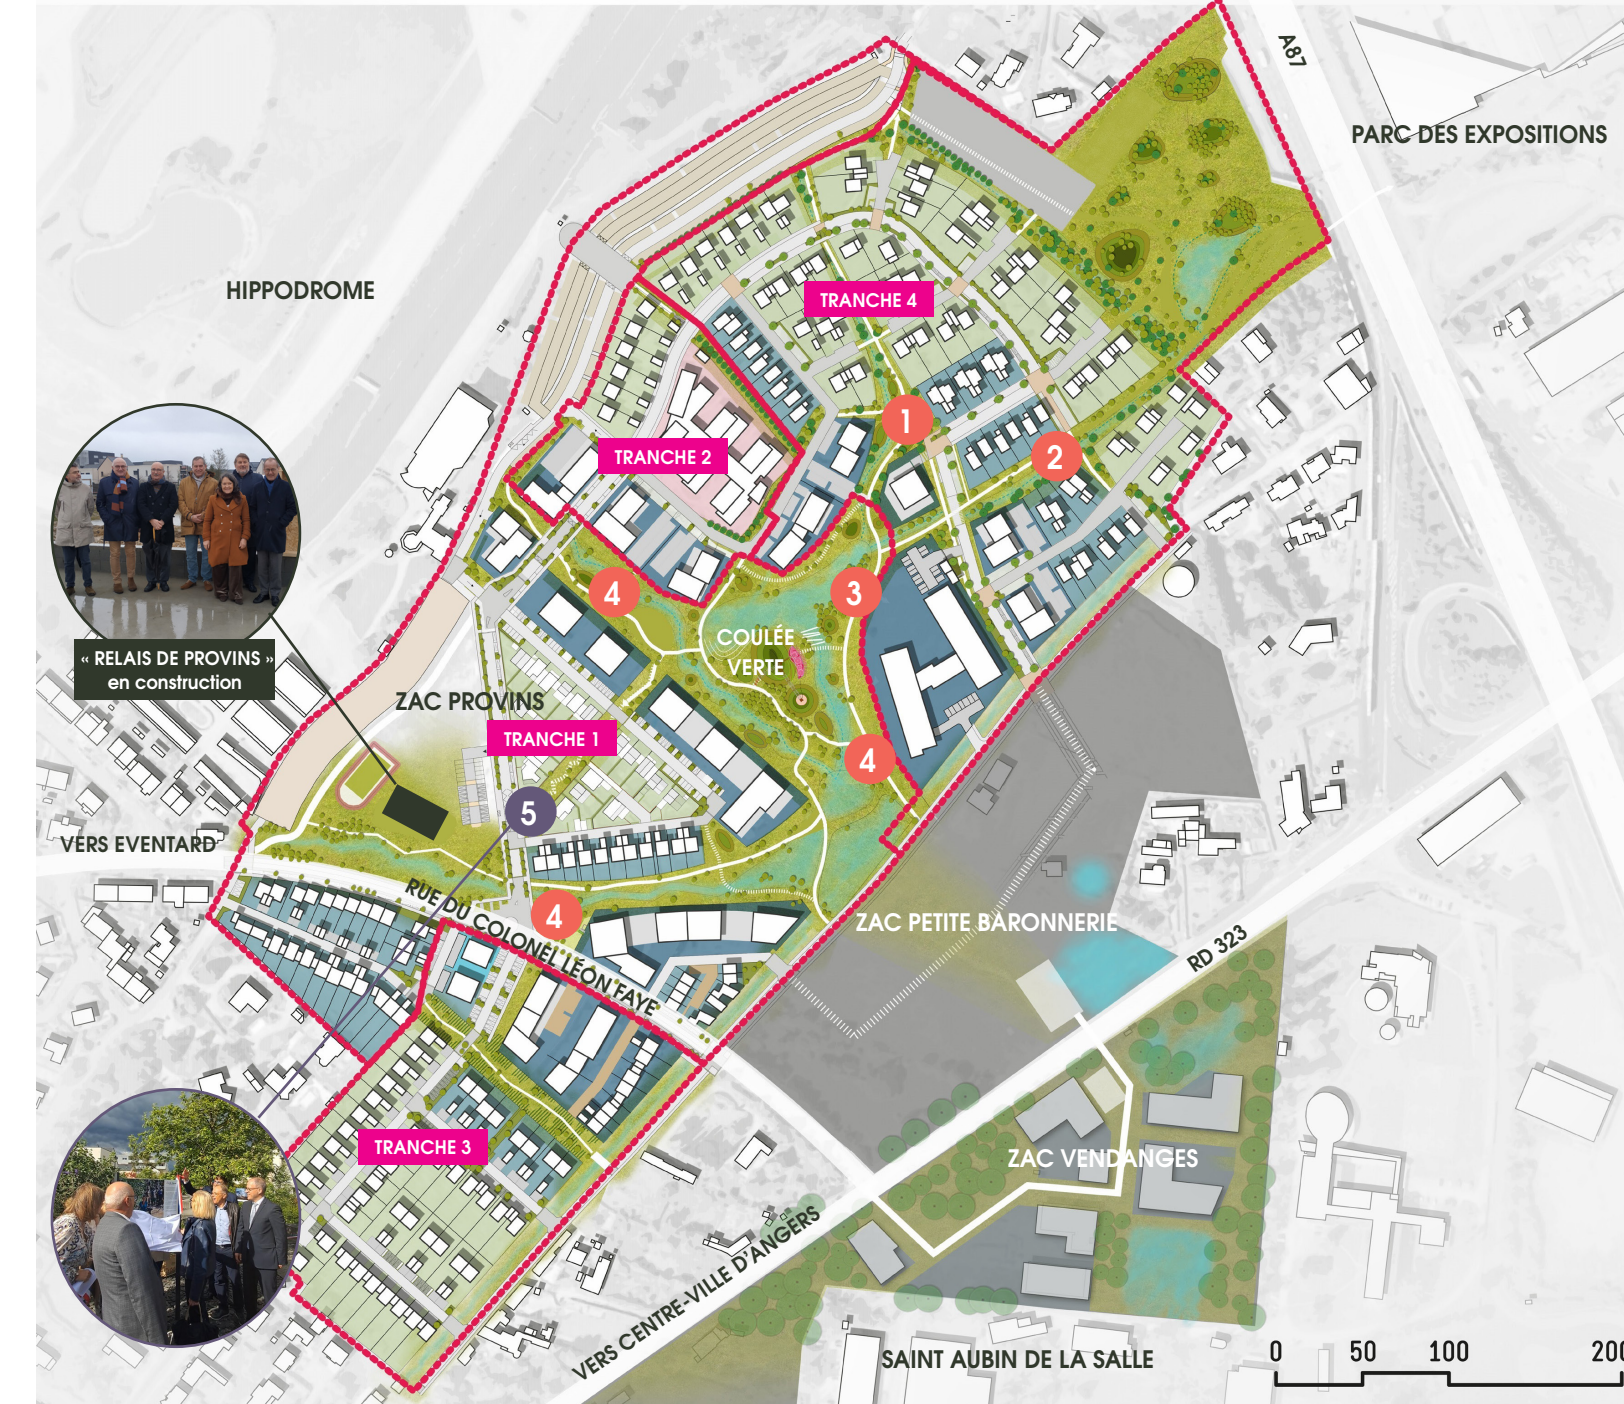 A87
PARC DES EXPOSITIONS
HIPPODROME
TRANCHE 4
1
TRANCHE 2
2
4
3
COULÉE
VERTE
« RELAIS DE PROVINS »
en construction
ZAC PROVINS
TRANCHE 1
4
5
VERS EVENTARD
RUE DU COLONEL LÉON FAYE
4
ZAC PETITE BARONNERIE
RD 323
TRANCHE 3
ZAC VENDANGES
VERS CENTRE-VILLE D'ANGERS
SAINT AUBIN DE LA SALLE
0 50 100 200